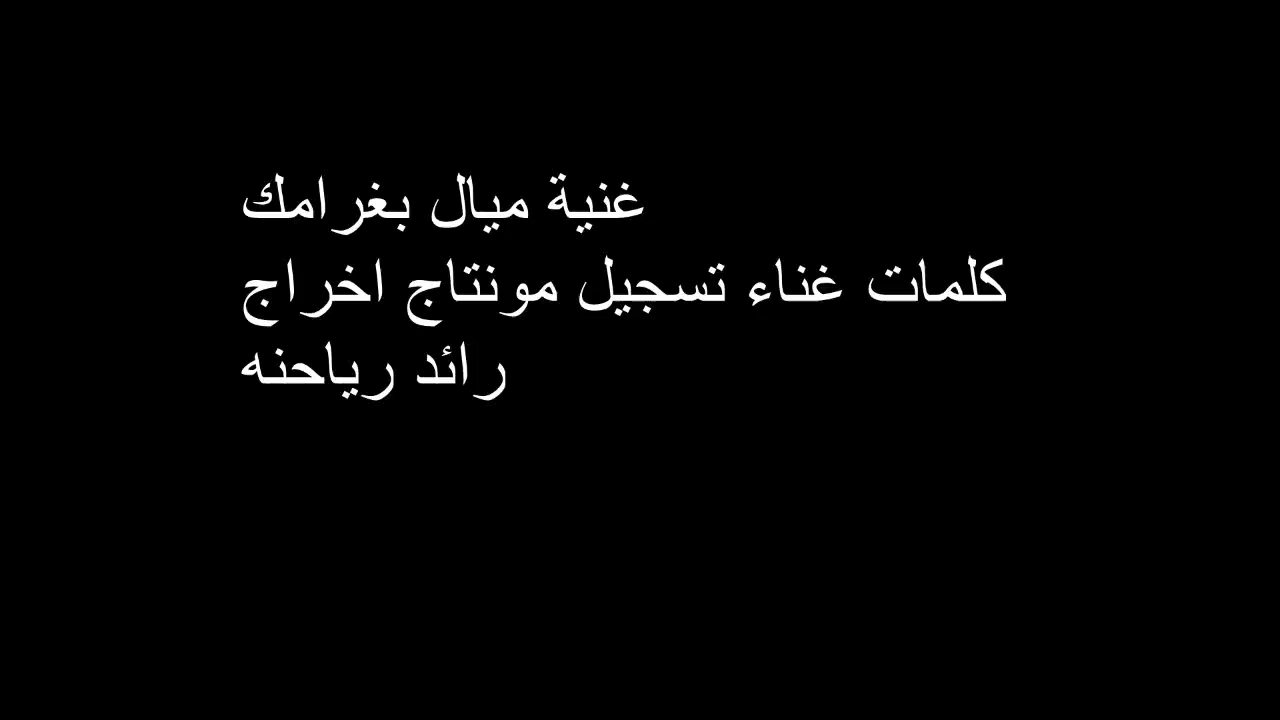 غنية ميال بغرامك
كلمات غناء تسجيل مونتاج اخراج
رائد رياحنه